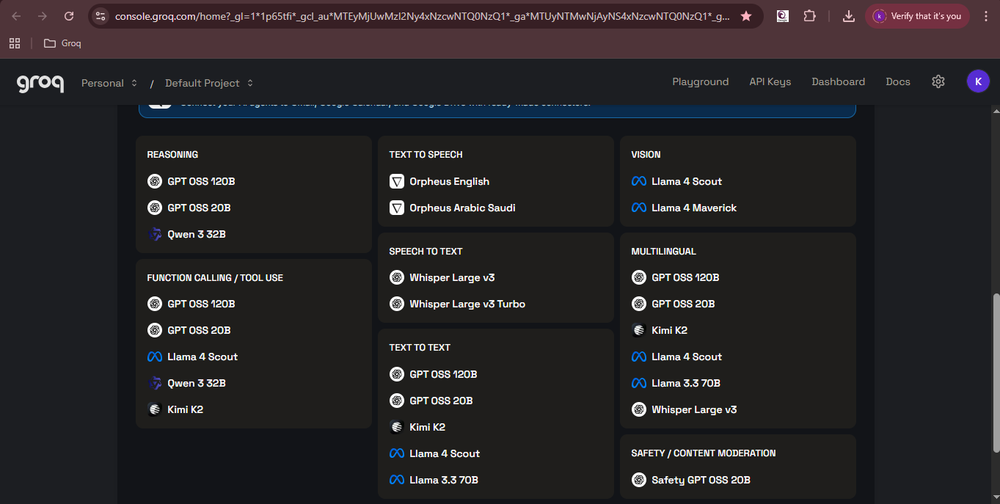 console.groq.com/home?_gl=1*1p65tfi*_gcl_au*MTEyMjUwMzI2Ny4xNzcwNTQ0NzQ1*_ga*MTUyNTMwNjAyNS4xNzcwNTQ0NzQ1*_g...
Verify that it's you
Groq
groq
Personal / Default Project
Playground
API Keys
Dashboard
Docs
K
REASONING
GPT OSS 120B
GPT OSS 20B
Qwen 3 32B
FUNCTION CALLING / TOOL USE
GPT OSS 120B
GPT OSS 20B
Llama 4 Scout
Qwen 3 32B
Kimi K2
TEXT TO SPEECH
Orpheus English
Orpheus Arabic Saudi
SPEECH TO TEXT
Whisper Large v3
Whisper Large v3 Turbo
TEXT TO TEXT
GPT OSS 120B
GPT OSS 20B
Kimi K2
Llama 4 Scout
Llama 3.3 70B
VISION
Llama 4 Scout
Llama 4 Maverick
MULTILINGUAL
GPT OSS 120B
GPT OSS 20B
Kimi K2
Llama 4 Scout
Llama 3.3 70B
Whisper Large v3
SAFETY / CONTENT MODERATION
Safety GPT OSS 20B